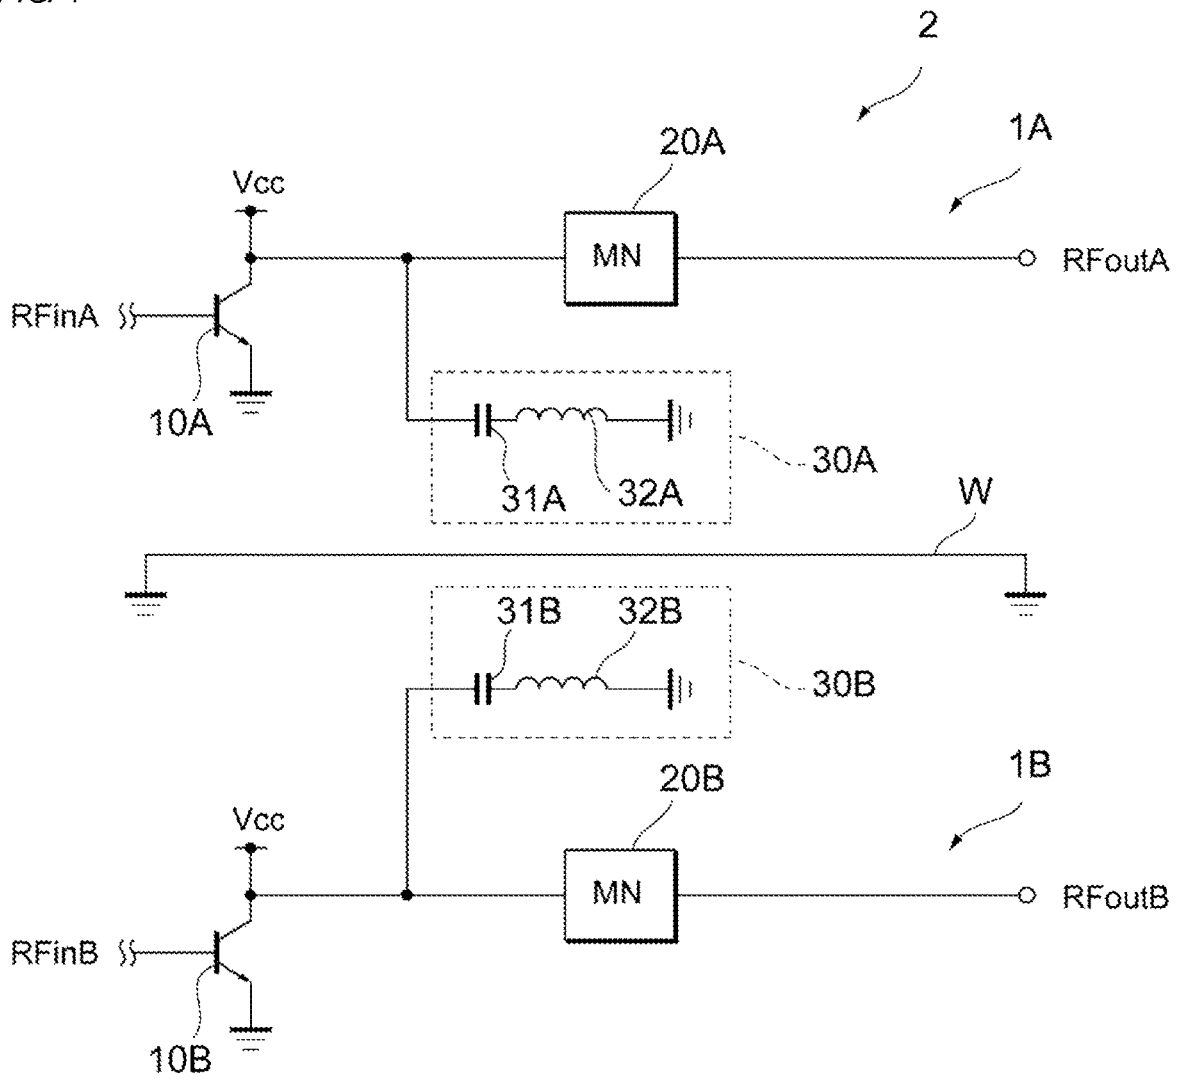 2
1A
20A
Vcc
MN
RFoutA
RFinA
10A
30A
31A
32A
W
31B
32B
30B
1B
20B
Vcc
MN
RFoutB
RFinB
10B